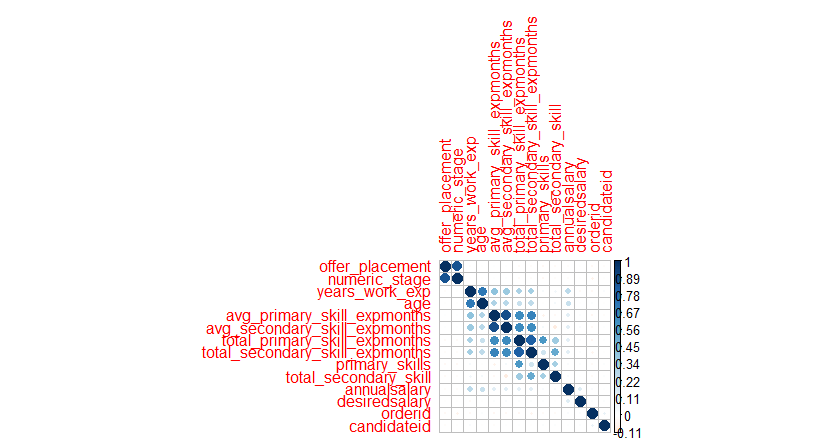 offer_placement
numeric_stage
years_work_exp
age
avg_primary_skill_expmonths
avg_secondary_skill_expmonths
total_primary_skill_expmonths
total_secondary_skill_expmonths
primary_skills
total_secondary_skill
annualsalary
desiredsalary
orderid
candidateid
offer_placement
numeric_stage
years_work_exp
age
avg_primary_skill_expmonths
avg_secondary_skill_expmonths
total_primary_skill_expmonths
total_secondary_skill_expmonths
primary_skills
total_secondary_skill
annualsalary
desiredsalary
orderid
candidateid
1
0.89
0.78
0.67
0.56
0.45
0.34
0.22
0.11
0
-0.11